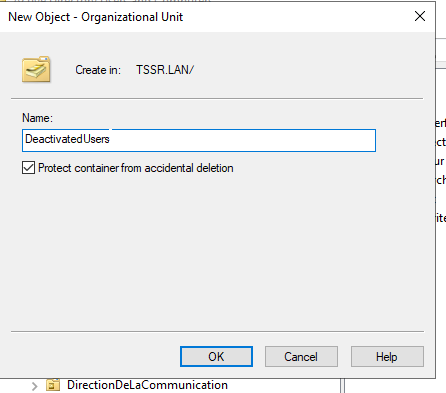 New Object - Organizational Unit
Create in: TSSR.LAN/
Name:
DeactivatedUsers
Protect container from accidental deletion
OK Cancel Help
DirectionDeLaCommunication